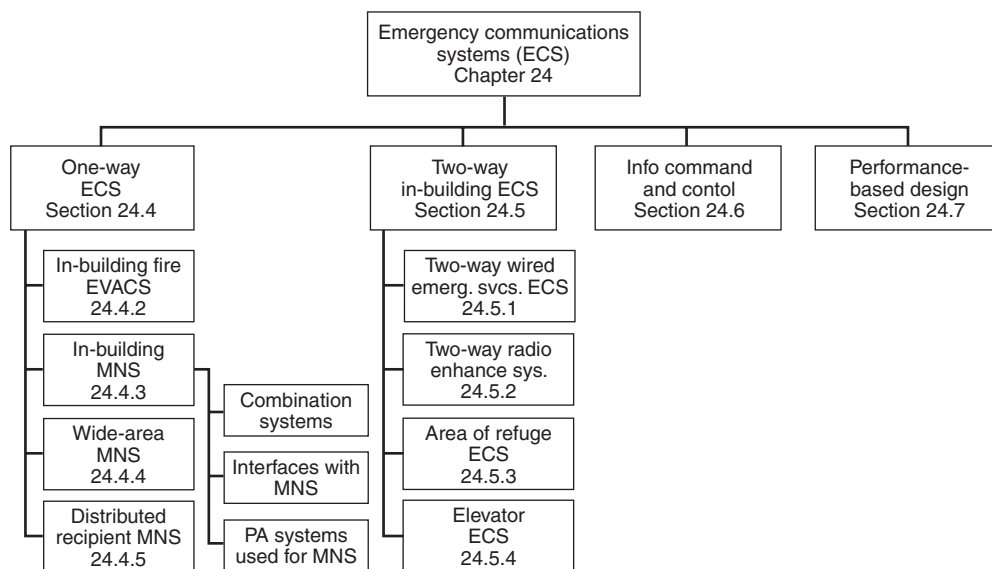 Emergency communications
systems (ECS)
Chapter 24
One-way
ECS
Section 24.4
Two-way
in-building ECS
Section 24.5
Info command
and contol
Section 24.6
Performance-
based design
Section 24.7
In-building fire
EVACS
24.4.2
In-building
MNS
24.4.3
Wide-area
MNS
24.4.4
Distributed
recipient MNS
24.4.5
Combination
systems
Interfaces with
MNS
PA systems
used for MNS
Two-way wired
emerg. svcs. ECS
24.5.1
Two-way radio
enhance sys.
24.5.2
Area of refuge
ECS
24.5.3
Elevator
ECS
24.5.4